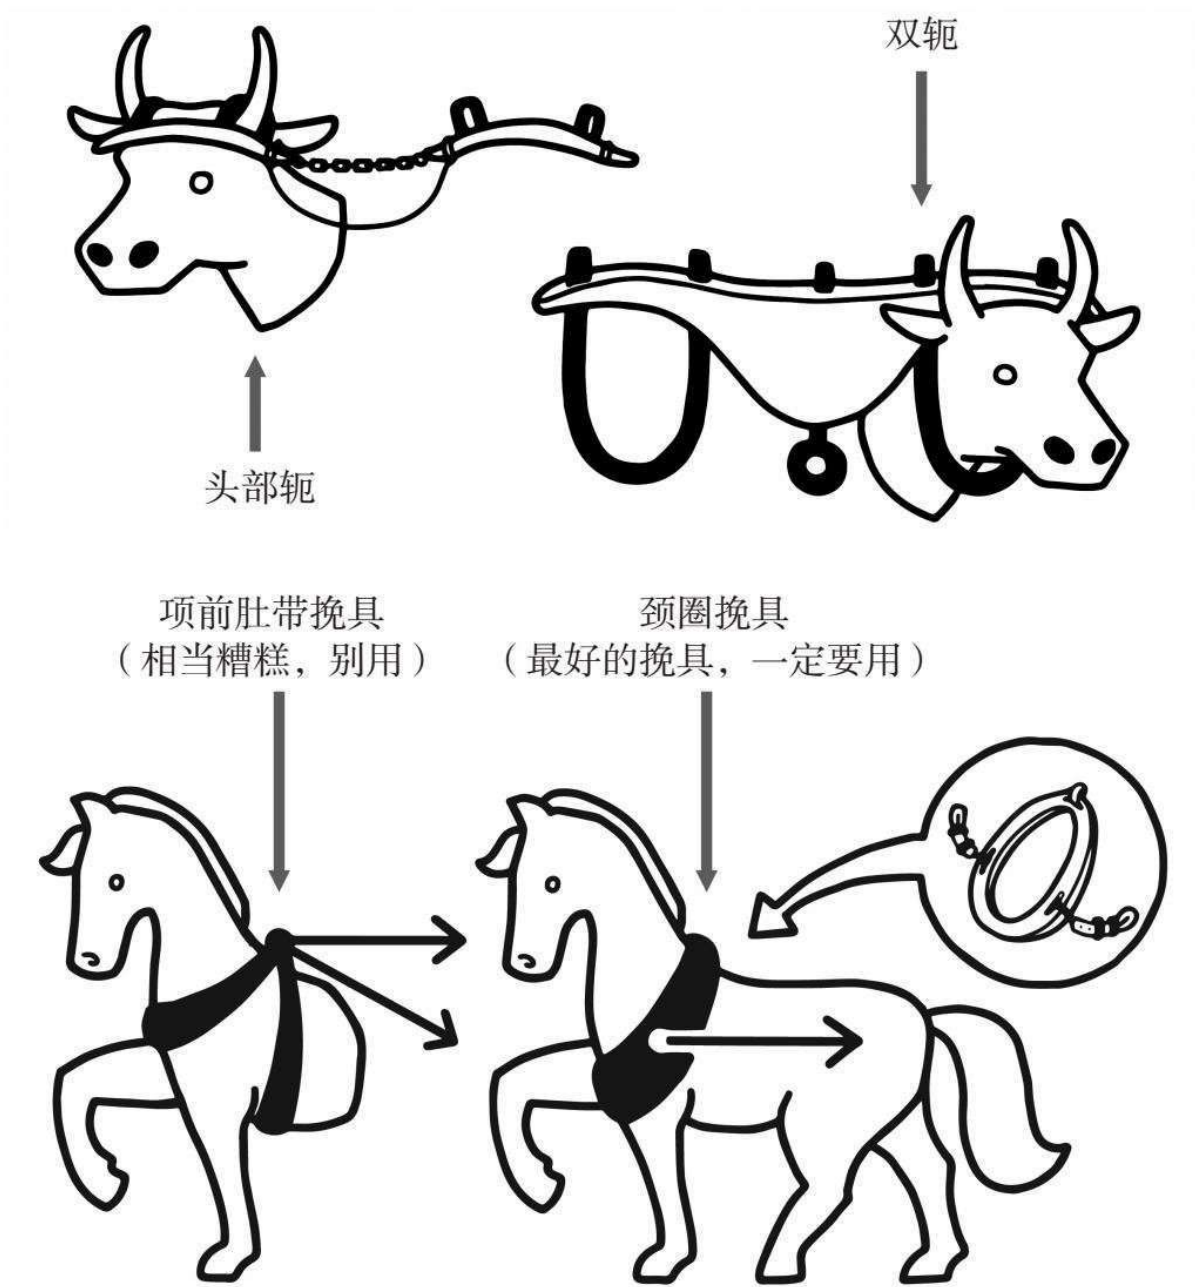 双轭
头部轭
项前肚带挽具
（相当糟糕，别用）
颈圈挽具
（最好的挽具，一定要用）